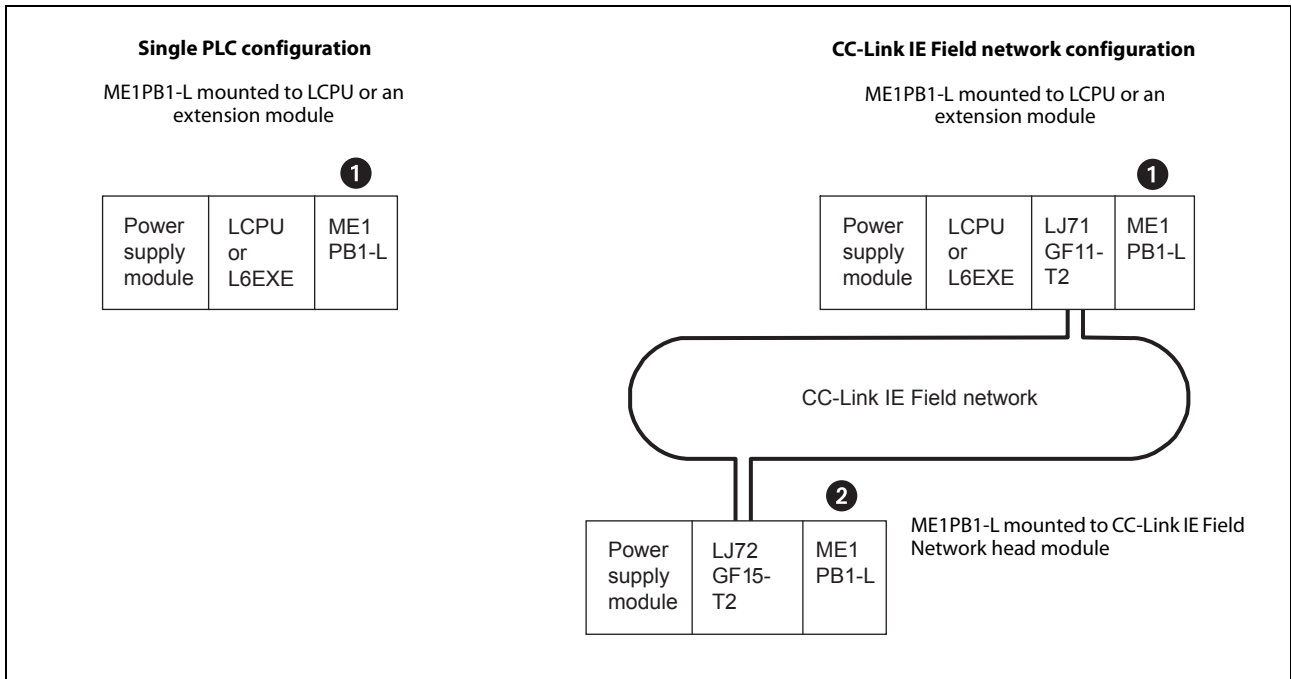 Single PLC configuration
ME1PB1-L mounted to LCPU or an
extension module
1
Power
supply
module
LCPU
or
L6EXE
ME1
PB1-L
CC-Link IE Field network configuration
ME1PB1-L mounted to LCPU or an
extension module
1
Power
supply
module
LCPU
or
L6EXE
LJ71
GF11-
T2
ME1
PB1-L
CC-Link IE Field network
2
Power
supply
module
LJ72
GF15-
T2
ME1
PB1-L
ME1PB1-L mounted to CC-Link IE Field
Network head module